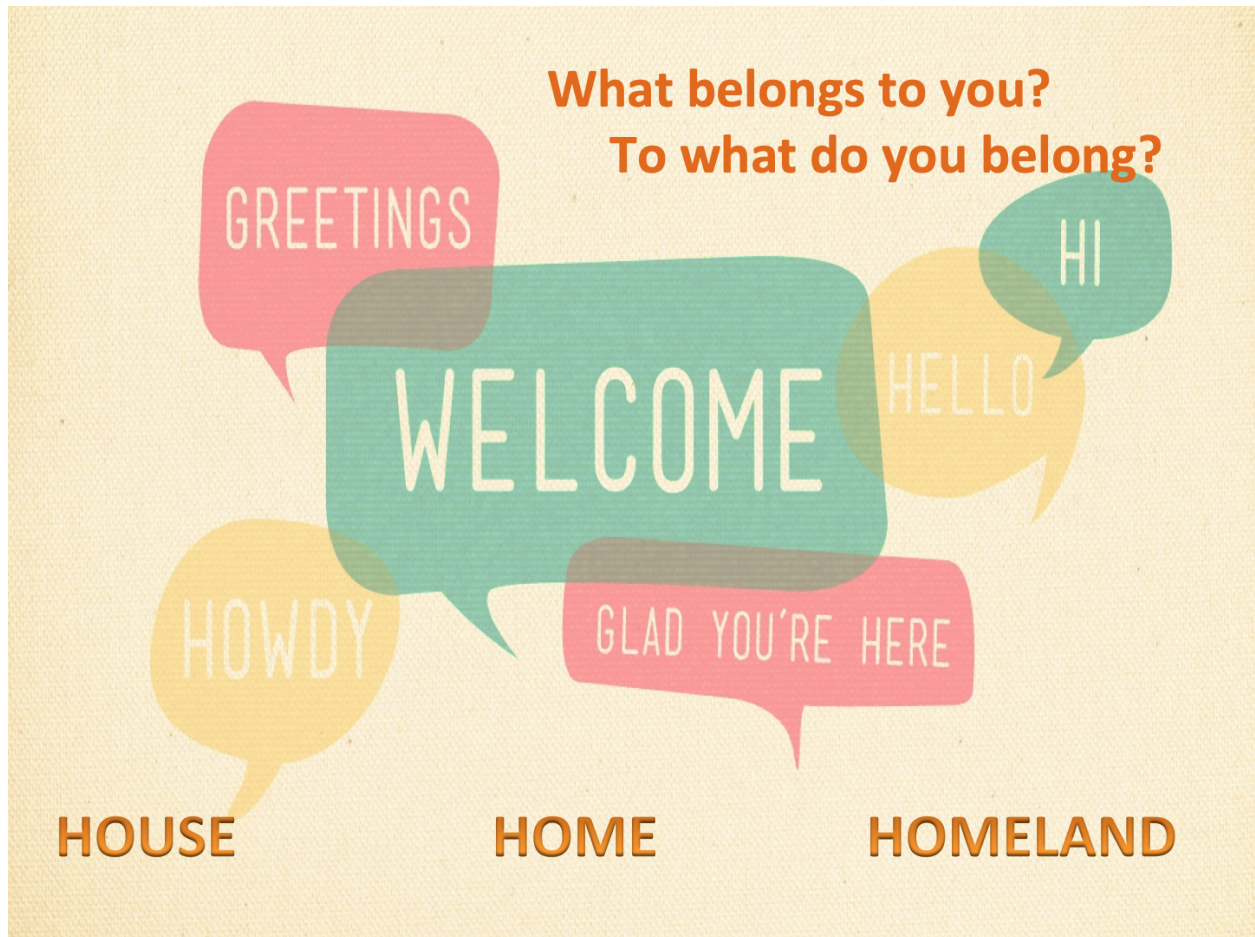 What belongs to you?
To what do you belong?
GREETINGS
HI
WELCOME
HELLO
HOWDY
GLAD YOU'RE HERE
HOUSE HOME HOMELAND